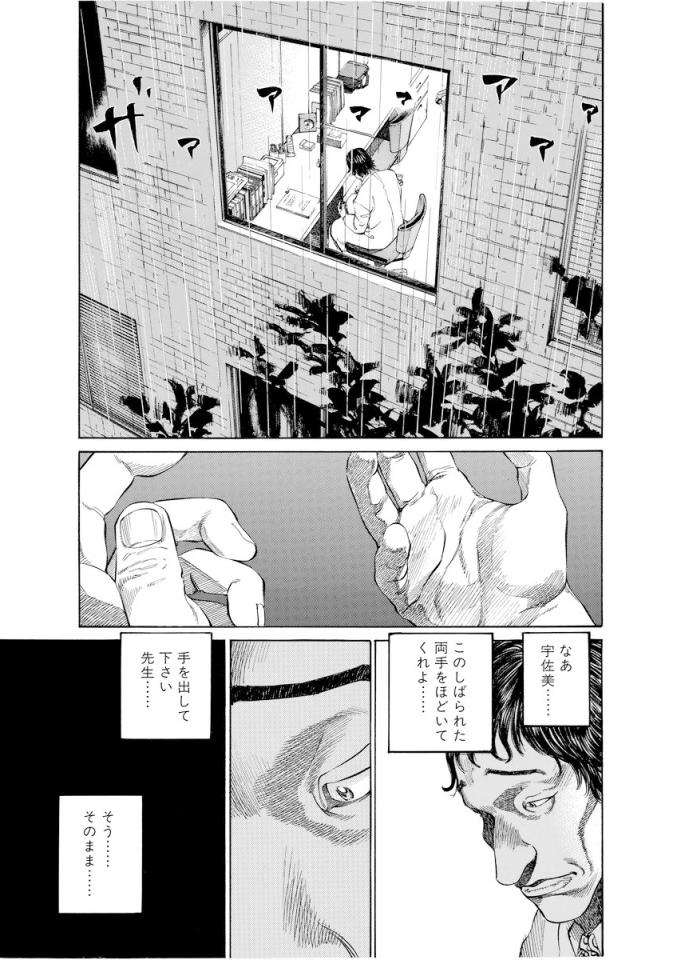 ザァアァアア
なあ
宇佐美……
このしばられた
両手をほどいて
くれよ……
手を出して
下さい
先生……
そう……
そのまま……